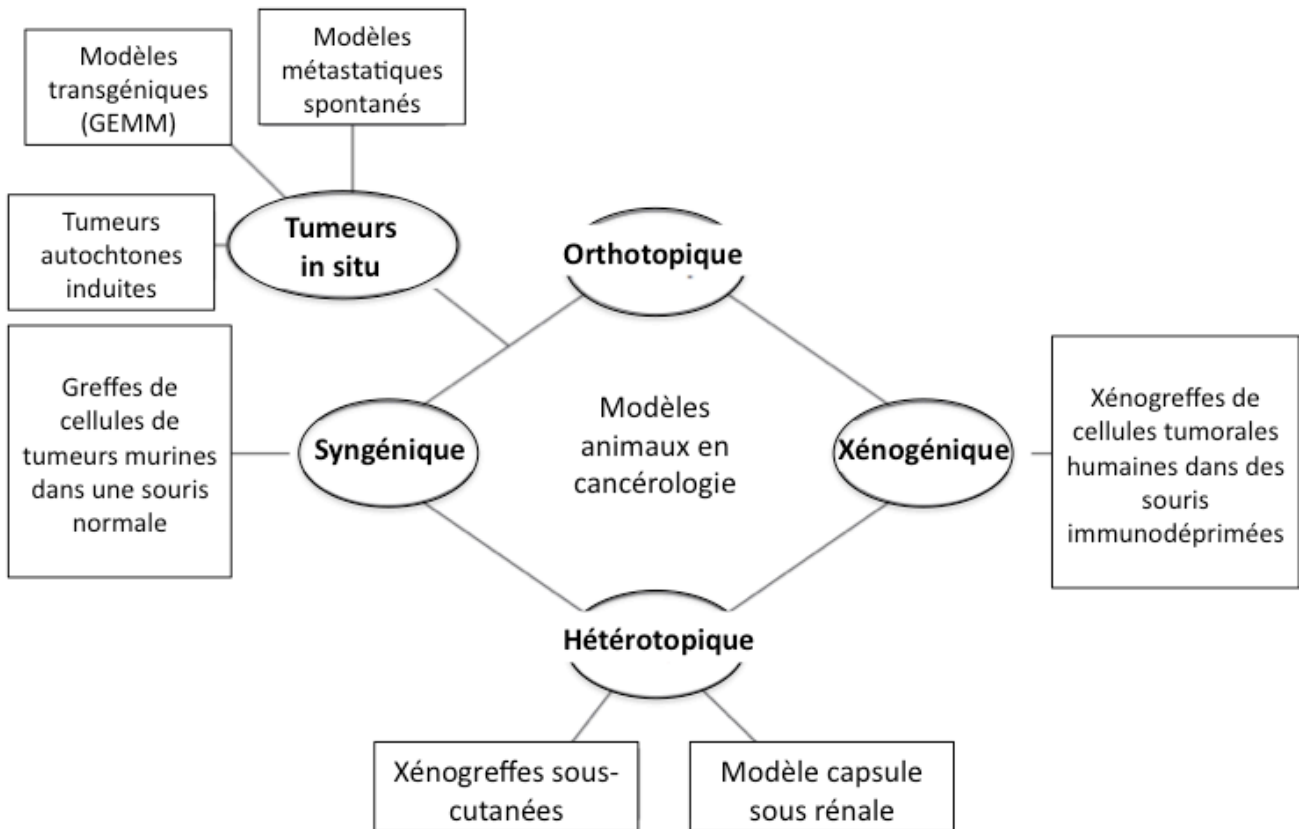 Modèles
transgéniques
(GEMM)
Modèles
métastatiques
spontanés
Tumeurs
autochtones
induites
Tumeurs
in situ
Orthotopique
Greffes de
cellules de
tumeurs murines
dans une souris
normale
Syngénique
Modèles
animaux en
cancérologie
Xénogénique
Xénogreffes de
cellules tumorales
humaines dans des
souris
immunodéprimées
Hétérotopique
Xénogreffes sous-
cutanées
Modèle capsule
sous rénale